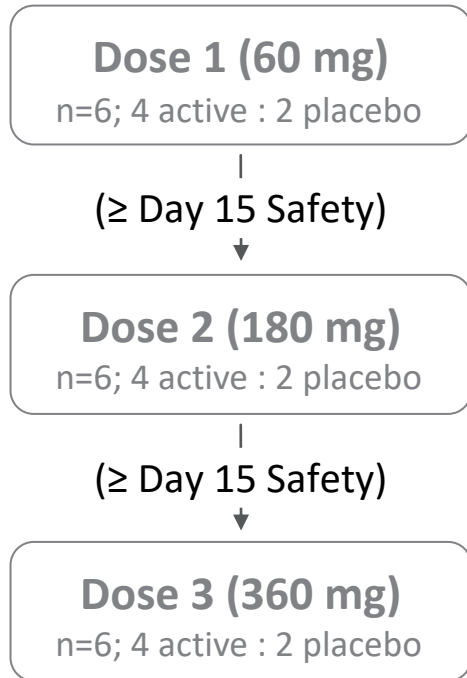 Dose 1 (60 mg)
n=6; 4 active : 2 placebo
(≥ Day 15 Safety)
Dose 2 (180 mg)
n=6; 4 active : 2 placebo
(≥ Day 15 Safety)
Dose 3 (360 mg)
n=6; 4 active : 2 placebo